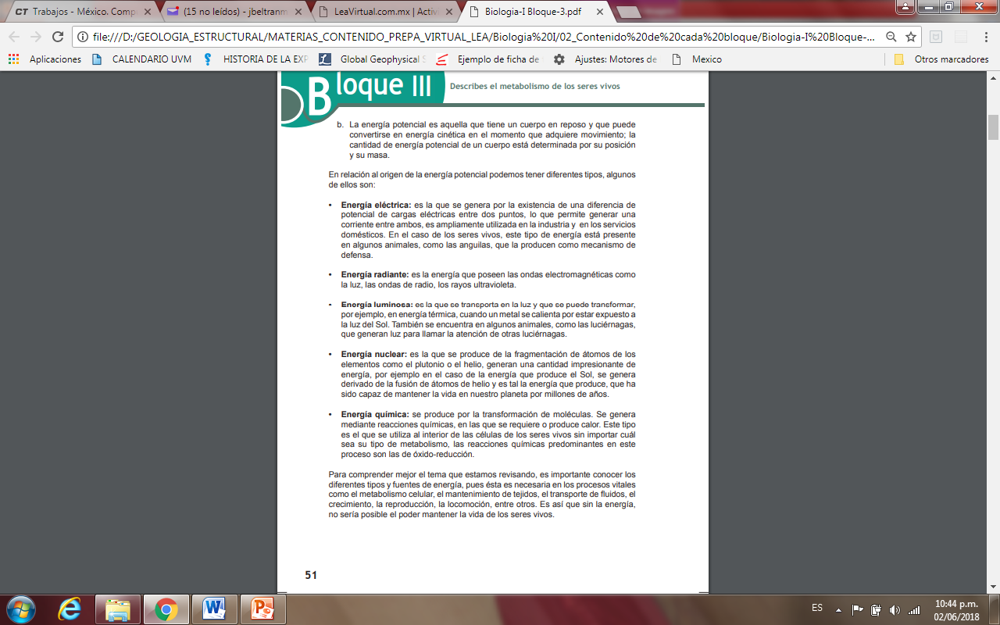 CT Trabajos - México. Comp
(15 no leídos) - jbeltranm
LeaVirtual.com.mx | Activ
Biologia-I Bloque-3.pdf
file:///D:/GEOLOGIA_ESTRUCTURAL/MATERIAS_CONTENIDO_PREPA_VIRTUAL_LEA/Biologia%20I/02_Contenido%20de%20cada%20bloque/Biologia-I%20Bloque-...
Aplicaciones
CALENDARIO UVM
HISTORIA DE LA EXP
Global Geophysical S
Ejemplo de ficha de
Ajustes: Motores de
Mexico
Otros marcadores
Bloque III
Describes el metabolismo de los seres vivos
b. La energía potencial es aquella que tiene un cuerpo en reposo y que puede
convertirse en energía cinética en el momento que adquiere movimiento; la
cantidad de energía potencial de un cuerpo está determinada por su posición
y su masa.
En relación al origen de la energía potencial podemos tener diferentes tipos, algunos
de ellos son:
• Energía eléctrica: es la que se genera por la existencia de una diferencia de
potencial de cargas eléctricas entre dos puntos, lo que permite generar una
corriente entre ambos, es ampliamente utilizada en la industria y en los servicios
domésticos. En el caso de los seres vivos, este tipo de energía está presente
en algunos animales, como las anguilas, que la producen como mecanismo de
defensa.
• Energía radiante: es la energía que poseen las ondas electromagnéticas como
la luz, las ondas de radio, los rayos ultravioleta.
• Energía luminosa: es la que se transporta en la luz y que se puede transformar,
por ejemplo, en energía térmica, cuando un metal se calienta por estar expuesto a
la luz del Sol. También se encuentra en algunos animales, como las luciérnagas,
que generan luz para llamar la atención de otras luciérnagas.
• Energía nuclear: es la que se produce de la fragmentación de átomos de los
elementos como el plutonio o el helio, generan una cantidad impresionante de
energía, por ejemplo en el caso de la energía que produce el Sol, se genera
derivado de la fusión de átomos de helio y es tal la energía que produce, que ha
sido capaz de mantener la vida en nuestro planeta por millones de años.
• Energía química: se produce por la transformación de moléculas. Se genera
mediante reacciones químicas, en las que se requiere o produce calor. Este tipo
es el que se utiliza al interior de las células de los seres vivos sin importar cuál
sea su tipo de metabolismo, las reacciones químicas predominantes en este
proceso son las de óxido-reducción.
Para comprender mejor el tema que estamos revisando, es importante conocer los
diferentes tipos y fuentes de energía, pues ésta es necesaria en los procesos vitales
como el metabolismo celular, el mantenimiento de tejidos, el transporte de fluidos, el
crecimiento, la reproducción, la locomoción, entre otros. Es así que sin la energía,
no sería posible el poder mantener la vida de los seres vivos.
51
ES
10:44 p.m.
02/06/2018